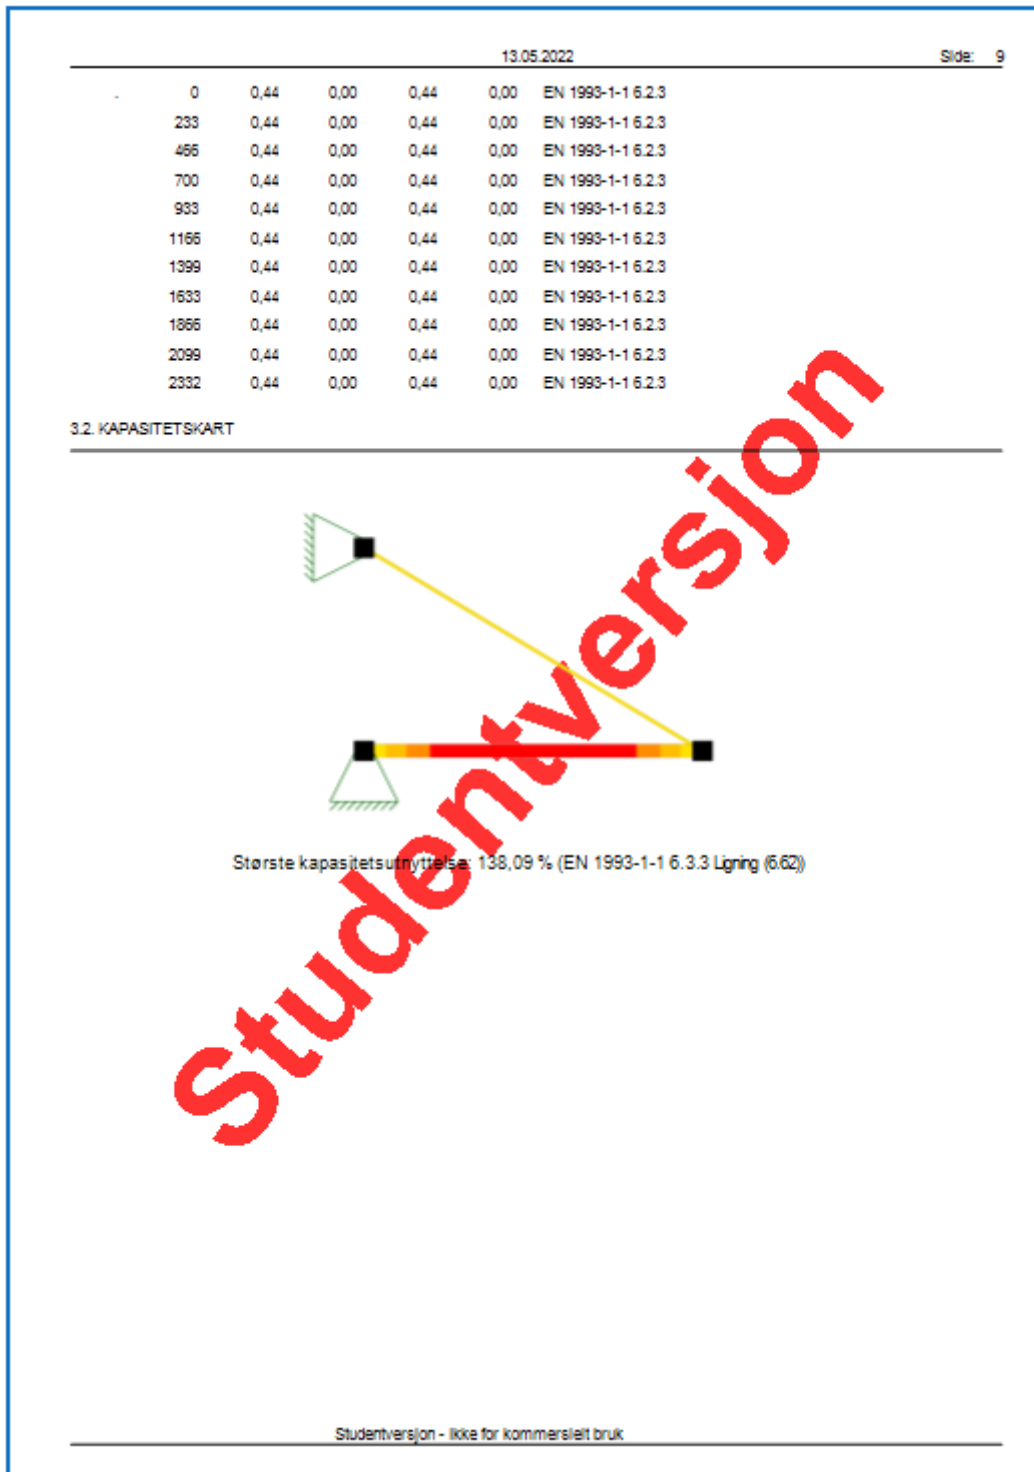 13.05.2022 Side: 9
. 0 0,44 0,00 0,44 0,00 EN 1993-1-1 6.2.3
233 0,44 0,00 0,44 0,00 EN 1993-1-1 6.2.3
466 0,44 0,00 0,44 0,00 EN 1993-1-1 6.2.3
700 0,44 0,00 0,44 0,00 EN 1993-1-1 6.2.3
933 0,44 0,00 0,44 0,00 EN 1993-1-1 6.2.3
1166 0,44 0,00 0,44 0,00 EN 1993-1-1 6.2.3
1399 0,44 0,00 0,44 0,00 EN 1993-1-1 6.2.3
1633 0,44 0,00 0,44 0,00 EN 1993-1-1 6.2.3
1866 0,44 0,00 0,44 0,00 EN 1993-1-1 6.2.3
2099 0,44 0,00 0,44 0,00 EN 1993-1-1 6.2.3
2332 0,44 0,00 0,44 0,00 EN 1993-1-1 6.2.3
3.2. KAPASITETSKART
Største kapasitetsutnyttelse: 138,09 % (EN 1993-1-1 6.3.3 Ligning (6.62))
Studentversjon
Studentversjon - Ikke for kommersielt bruk